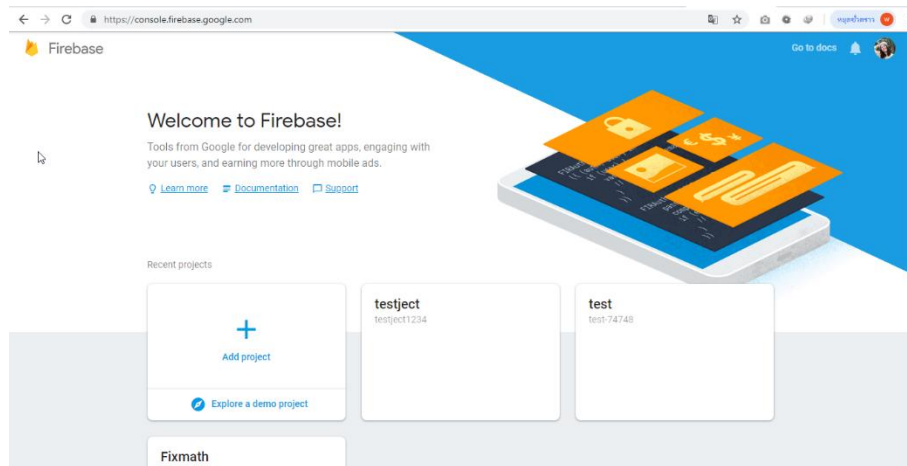 https://console.firebase.google.com
Firebase
Go to docs
Welcome to Firebase!
Tools from Google for developing great apps, engaging with
your users, and earning more through mobile ads.
Learn more Documentation Support
Recent projects
Add project
Explore a demo project
testject
testject1234
test
test-74748
Fixmath